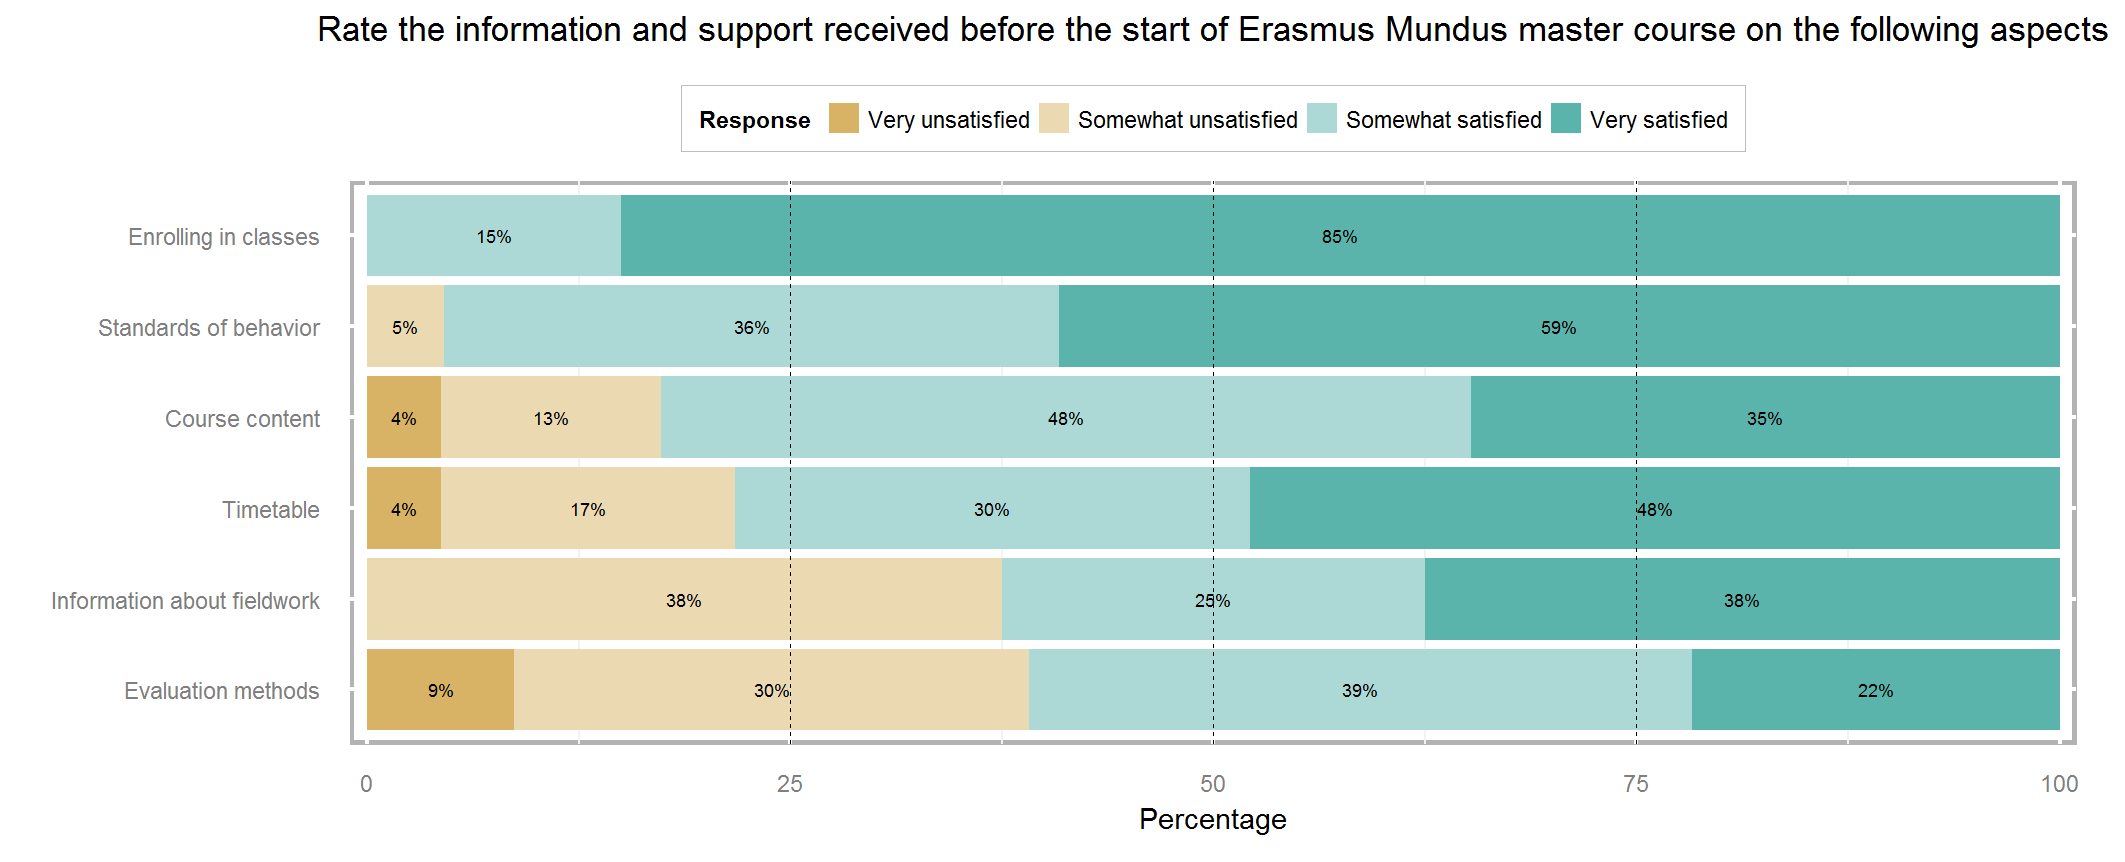 Rate the information and support received before the start of Erasmus Mundus master course on the following aspects
Response Very unsatisfied Somewhat unsatisfied Somewhat satisfied Very satisfied
Enrolling in classes 15% 85%
Standards of behavior 5% 36% 59%
Course content 4% 13% 48% 35%
Timetable 4% 17% 30% 48%
Information about fieldwork 38% 25% 38%
Evaluation methods 9% 30% 39% 22%
0 25 50 75 100
Percentage